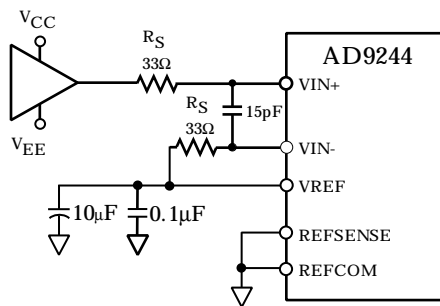 VCC
RS
33Ω
AD9244
VIN+
RS
33Ω
15pF
VEE
VIN-
VREF
10µF
0.1µF
REFSENSE
REFCOM